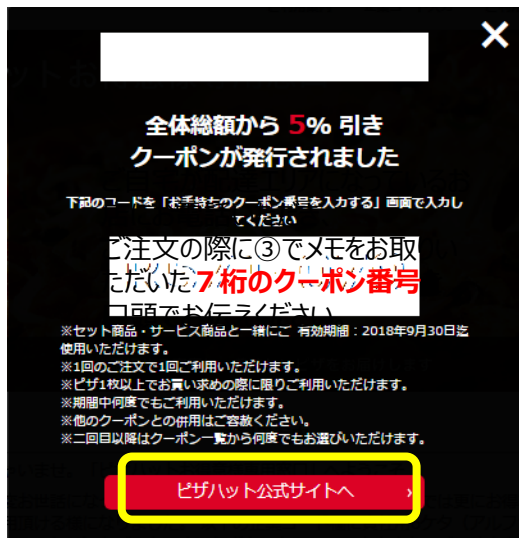 全体総額から 5% 引き
クーポンが発行されました
下記のコードを「お手持ちのクーポン番号を入力する」画面で入力し
てください
ご注文の際に③でメモをお取
ただいた7桁のクーポン番号
口頭でお伝えください
※セット商品・サービス商品と一緒にご 有効期間:2018年9月30日迄
使用いただけます。
※1回のご注文で1回ご利用いただけます。
※ピザ1枚以上でお買い求めの際に限りご利用いただけます。
※期間中何度でもご利用いただけます。
※他のクーポンとの併用はご容赦ください。
※二回目以降はクーポン一覧から何度でもお選びいただけます。
ピザハット公式サイトへ